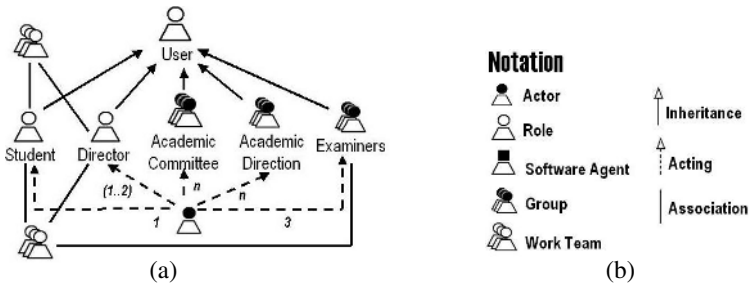 User
Student
Director
Academic
Committee
Academic
Direction
Examiners
(1..2)
n
n
1
3
(a)
Notation
Actor
Role
Software Agent
Group
Work Team
Inheritance
Acting
Association
(b)